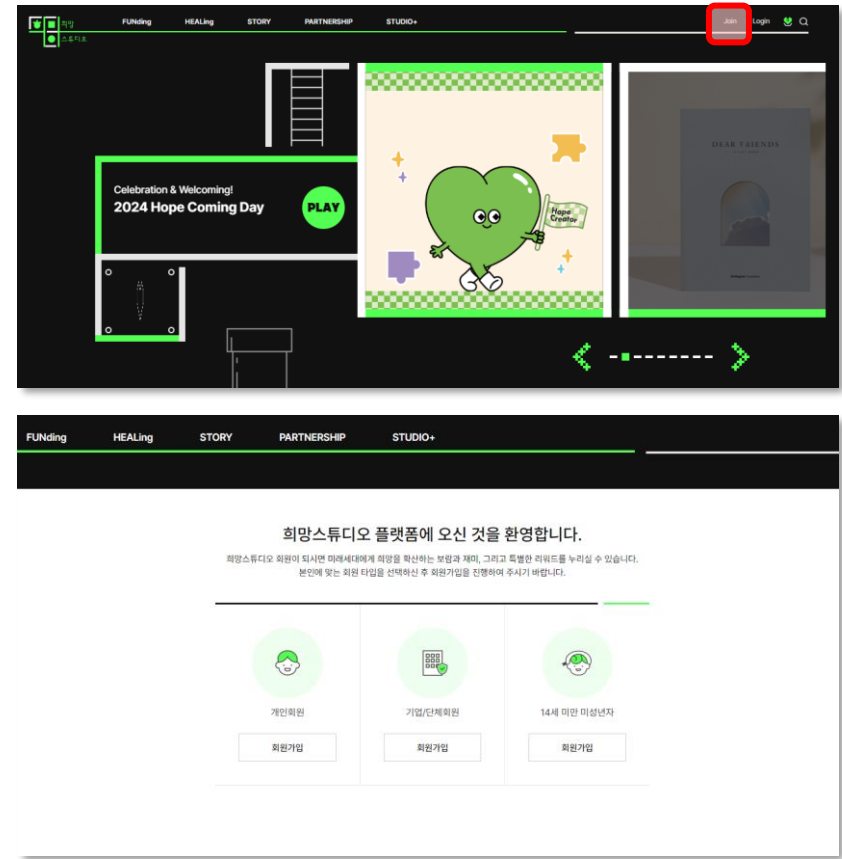 희망
스튜디오
FUNding HEALing STORY PARTNERSHIP STUDIO+ Join Login
Celebration & Welcoming!
2024 Hope Coming Day
PLAY
Hope
Creator
DEAR FRIENDS
FUNding HEALing STORY PARTNERSHIP STUDIO+
희망스튜디오 플랫폼에 오신 것을 환영합니다.
희망스튜디오 회원이 되시면 미래세대에게 희망을 확산하는 보람과 재미, 그리고 특별한 리워드를 누리실 수 있습니다.
본인에 맞는 회원 타입을 선택하신 후 회원가입을 진행하여 주시기 바랍니다.
개인회원 기업/단체회원 14세 미만 미성년자
회원가입 회원가입 회원가입